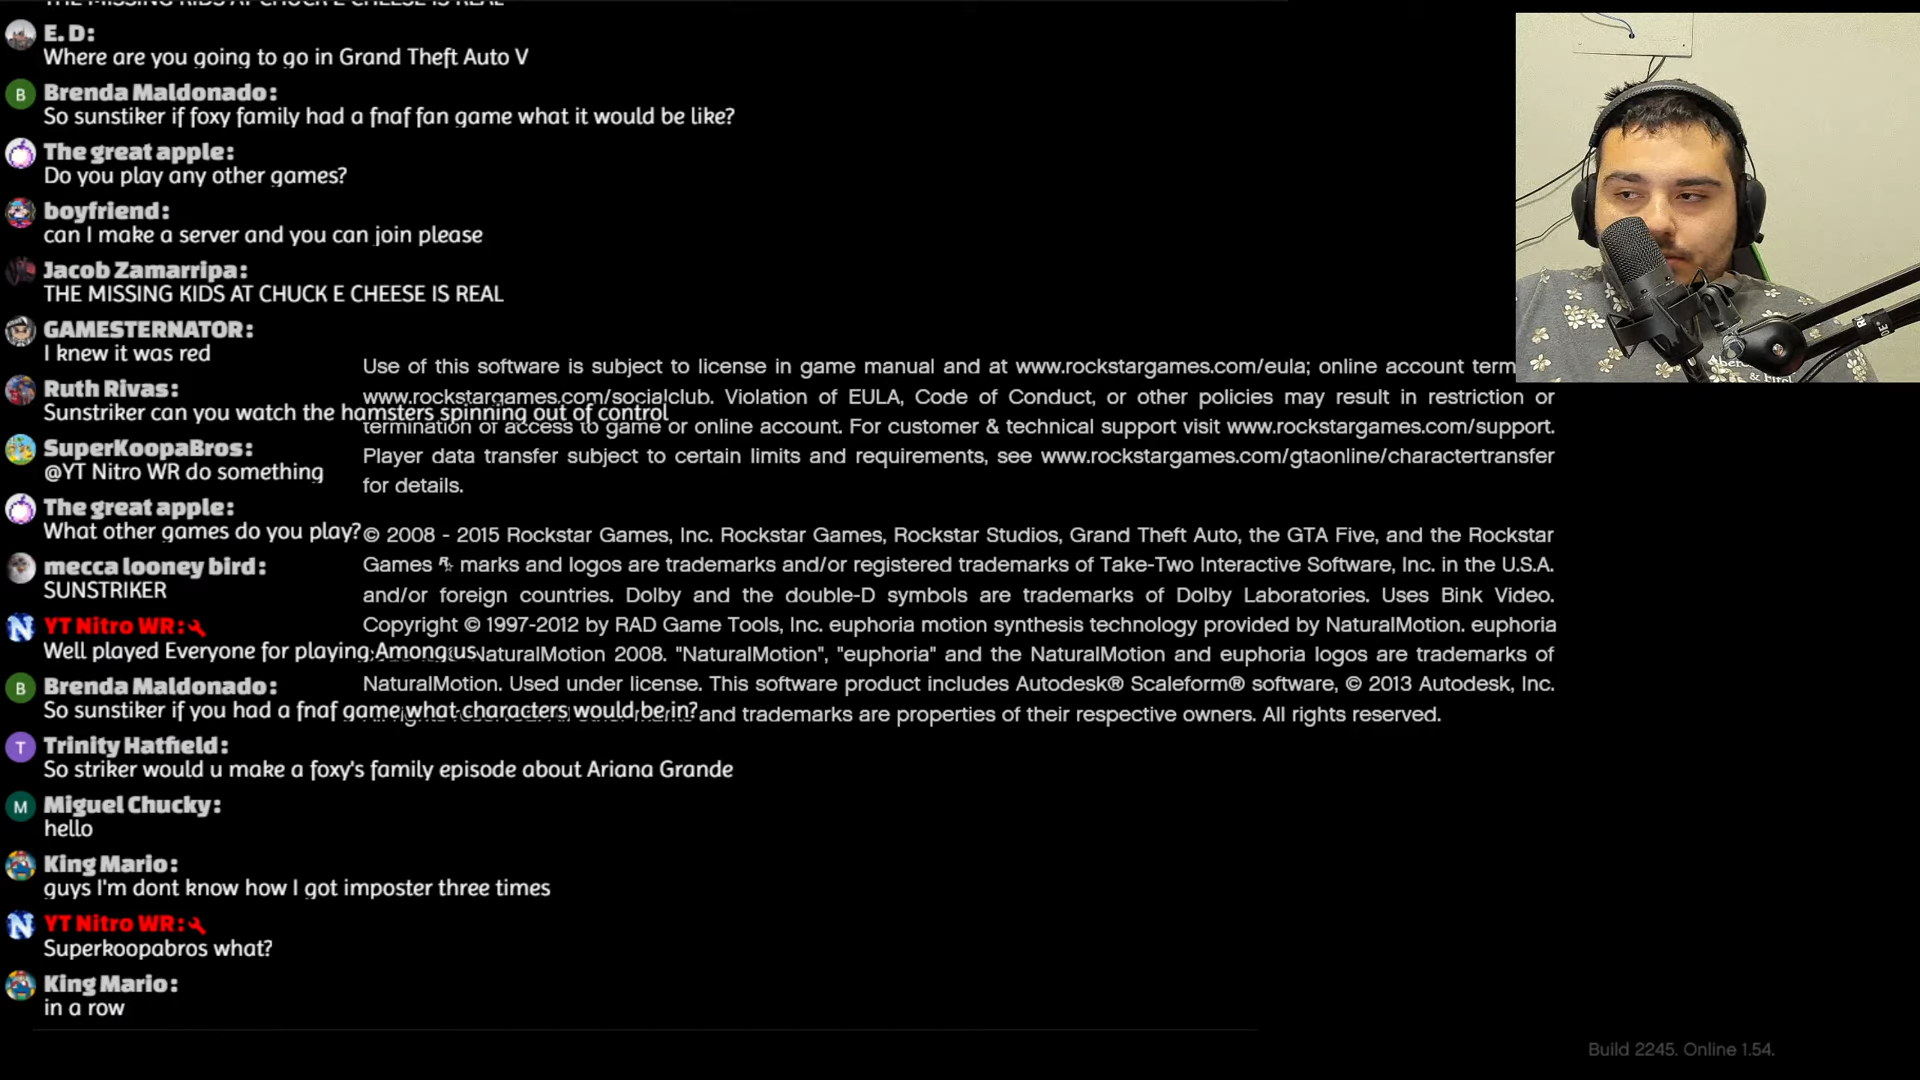 THE MISSING KIDS AT CHUCK E CHEESE IS REAL
E. D:
Where are you going to go in Grand Theft Auto V
B
Brenda Maldonado:
So sunstiker if foxy family had a fnaf fan game what it would be like?
The great apple:
Do you play any other games?
boyfriend:
can I make a server and you can join please
Jacob Zamarripa:
THE MISSING KIDS AT CHUCK E CHEESE IS REAL
GAMESTERNATOR:
I knew it was red
Ruth Rivas:
Sunstriker can you watch the hamsters spinning out of control
SuperKoopaBros:
@YT Nitro WR do something
The great apple:
What other games do you play?
mecca looney bird:
SUNSTRIKER
N
YT Nitro WR:
Well played Everyone for playing Amongus
B
Brenda Maldonado:
So sunstiker if you had a fnaf game what characters would be in?
T
Trinity Hatfield:
So striker would u make a foxy's family episode about Ariana Grande
M
Miguel Chucky:
hello
King Mario:
guys I'm dont know how I got imposter three times
N
YT Nitro WR:
Superkoopabros what?
King Mario:
in a row
Use of this software is subject to license in game manual and at www.rockstargames.com/eula; online account term
www.rockstargames.com/socialclub. Violation of EULA, Code of Conduct, or other policies may result in restriction or
termination of access to game or online account. For customer & technical support visit www.rockstargames.com/support.
Player data transfer subject to certain limits and requirements, see www.rockstargames.com/gtaonline/charactertransfer
for details.
© 2008 - 2015 Rockstar Games, Inc. Rockstar Games, Rockstar Studios, Grand Theft Auto, the GTA Five, and the Rockstar
Games R* marks and logos are trademarks and/or registered trademarks of Take-Two Interactive Software, Inc. in the U.S.A.
and/or foreign countries. Dolby and the double-D symbols are trademarks of Dolby Laboratories. Uses Bink Video.
Copyright © 1997-2012 by RAD Game Tools, Inc. euphoria motion synthesis technology provided by NaturalMotion. euphoria
NaturalMotion 2008. "NaturalMotion", "euphoria" and the NaturalMotion and euphoria logos are trademarks of
NaturalMotion. Used under license. This software product includes Autodesk® Scaleform® software, © 2013 Autodesk, Inc.
and trademarks are properties of their respective owners. All rights reserved.
Build 2245. Online 1.54.